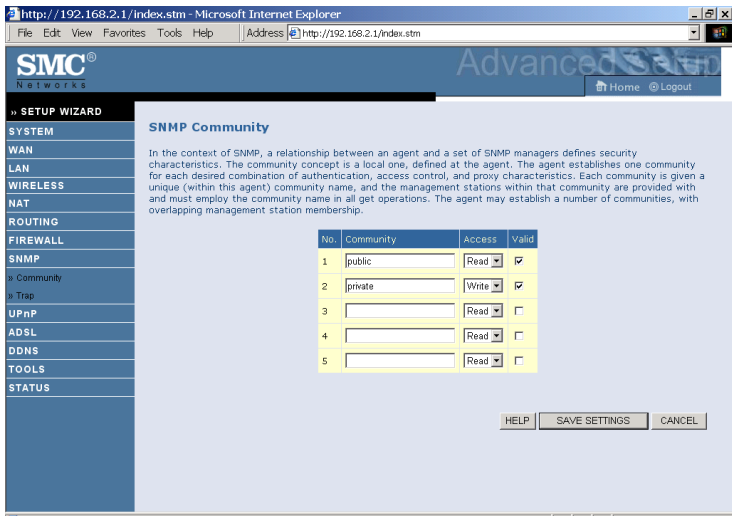 http://192.168.2.1/index.stm - Microsoft Internet Explorer
File Edit View Favorites Tools Help Address http://192.168.2.1/index.stm
SMC®
Networks
Advanced Setup
Home Logout
» SETUP WIZARD
SYSTEM
WAN
LAN
WIRELESS
NAT
ROUTING
FIREWALL
SNMP
» Community
» Trap
UPnP
ADSL
DDNS
TOOLS
STATUS
SNMP Community
In the context of SNMP, a relationship between an agent and a set of SNMP managers defines security
characteristics. The community concept is a local one, defined at the agent. The agent establishes one community
for each desired combination of authentication, access control, and proxy characteristics. Each community is given a
unique (within this agent) community name, and the management stations within that community are provided with
and must employ the community name in all get operations. The agent may establish a number of communities, with
overlapping management station membership.
No. Community Access Valid
1 public Read
2 private Write
3 Read
4 Read
5 Read
HELP SAVE SETTINGS CANCEL